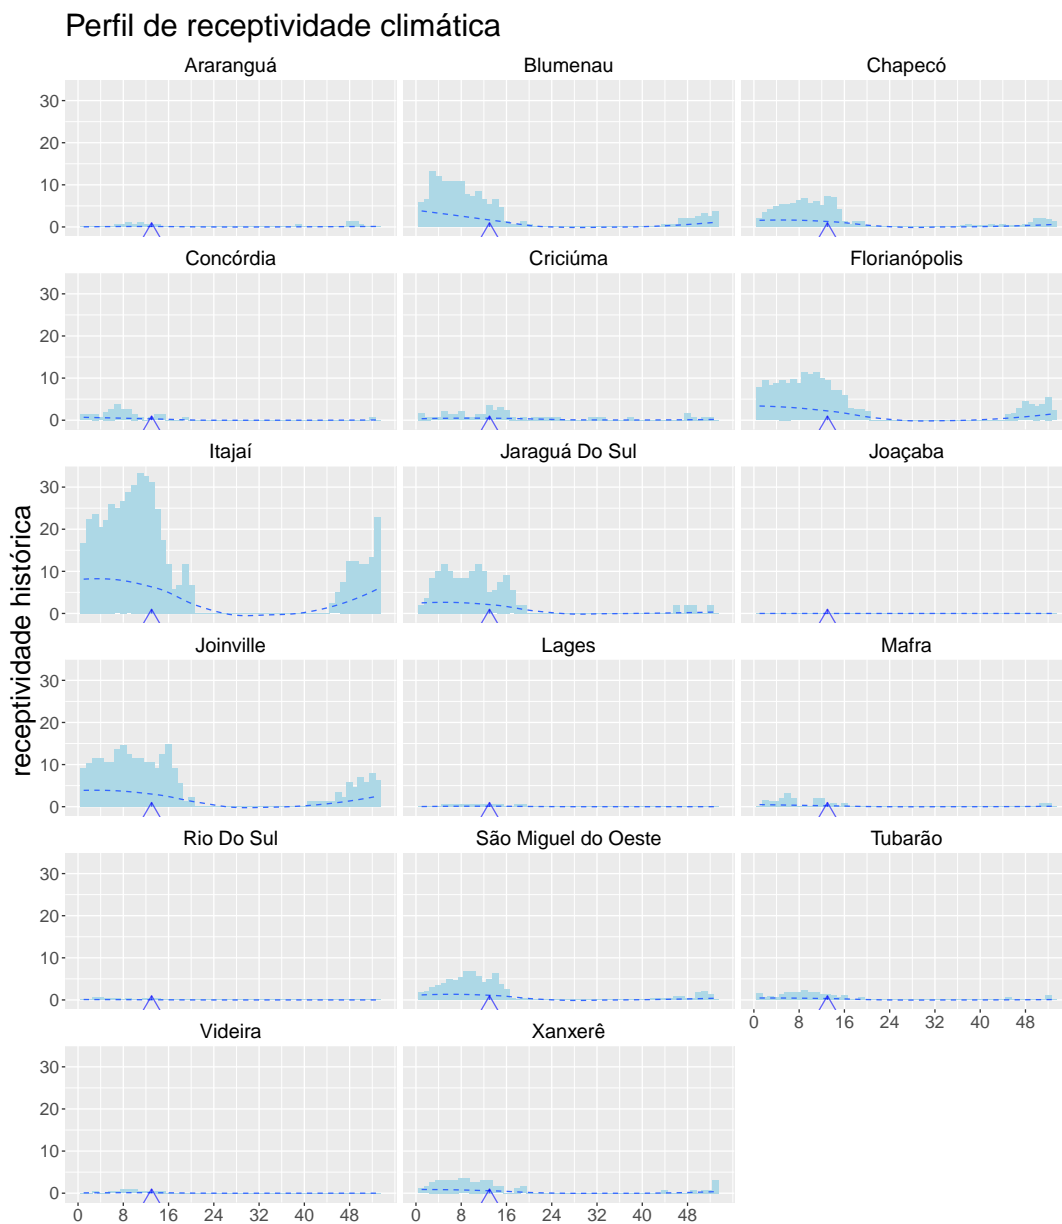 Perfil de receptividade climática
Araranguá Blumenau Chapecó
30
20
10
0
Concórdia Criciúma Florianópolis
30
20
10
0
Itajaí Jaraguá Do Sul Joaçaba
30
20
10
0
receptividade histórica
Joinville Lages Mafra
30
20
10
0
Rio Do Sul São Miguel do Oeste Tubarão
30
20
10
0
0 8 16 24 32 40 48
Videira Xanxerê
30
20
10
0
0 8 16 24 32 40 48 0 8 16 24 32 40 48